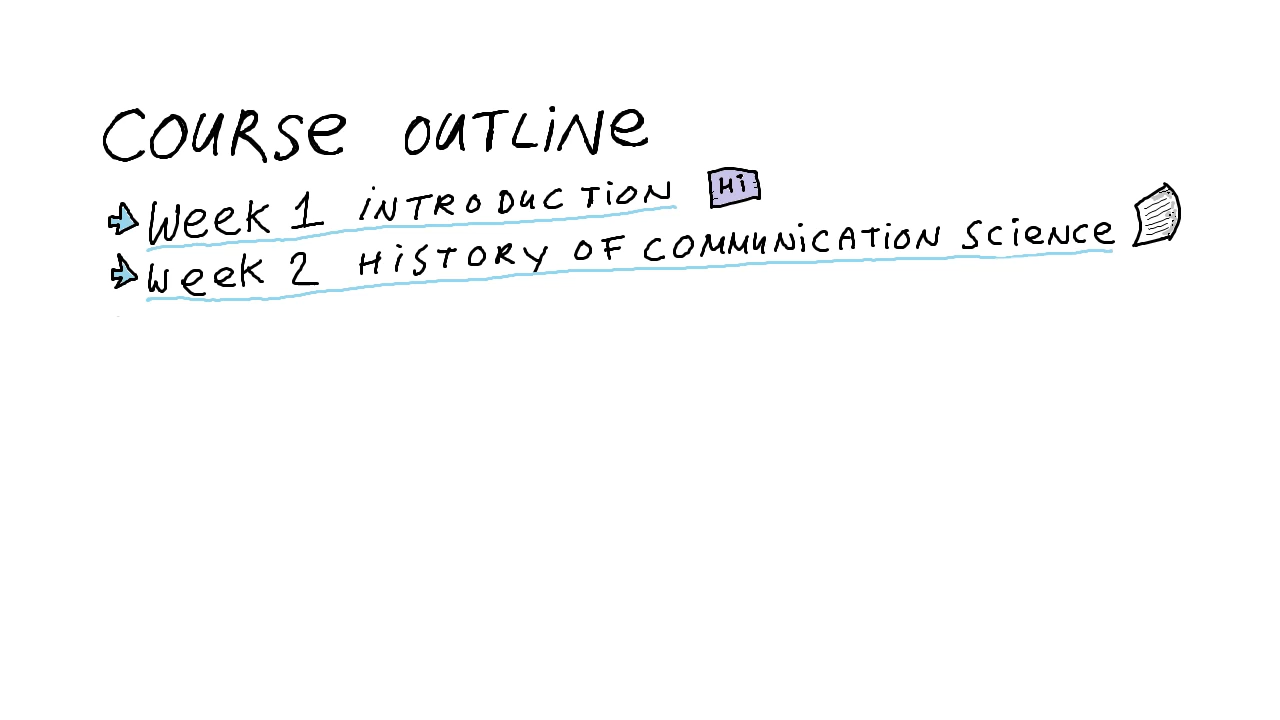 COURSE OUTLINE
Week 1 INTRODUCTION
Hi
Week 2 HISTORY OF COMMUNICATION SCIENCE